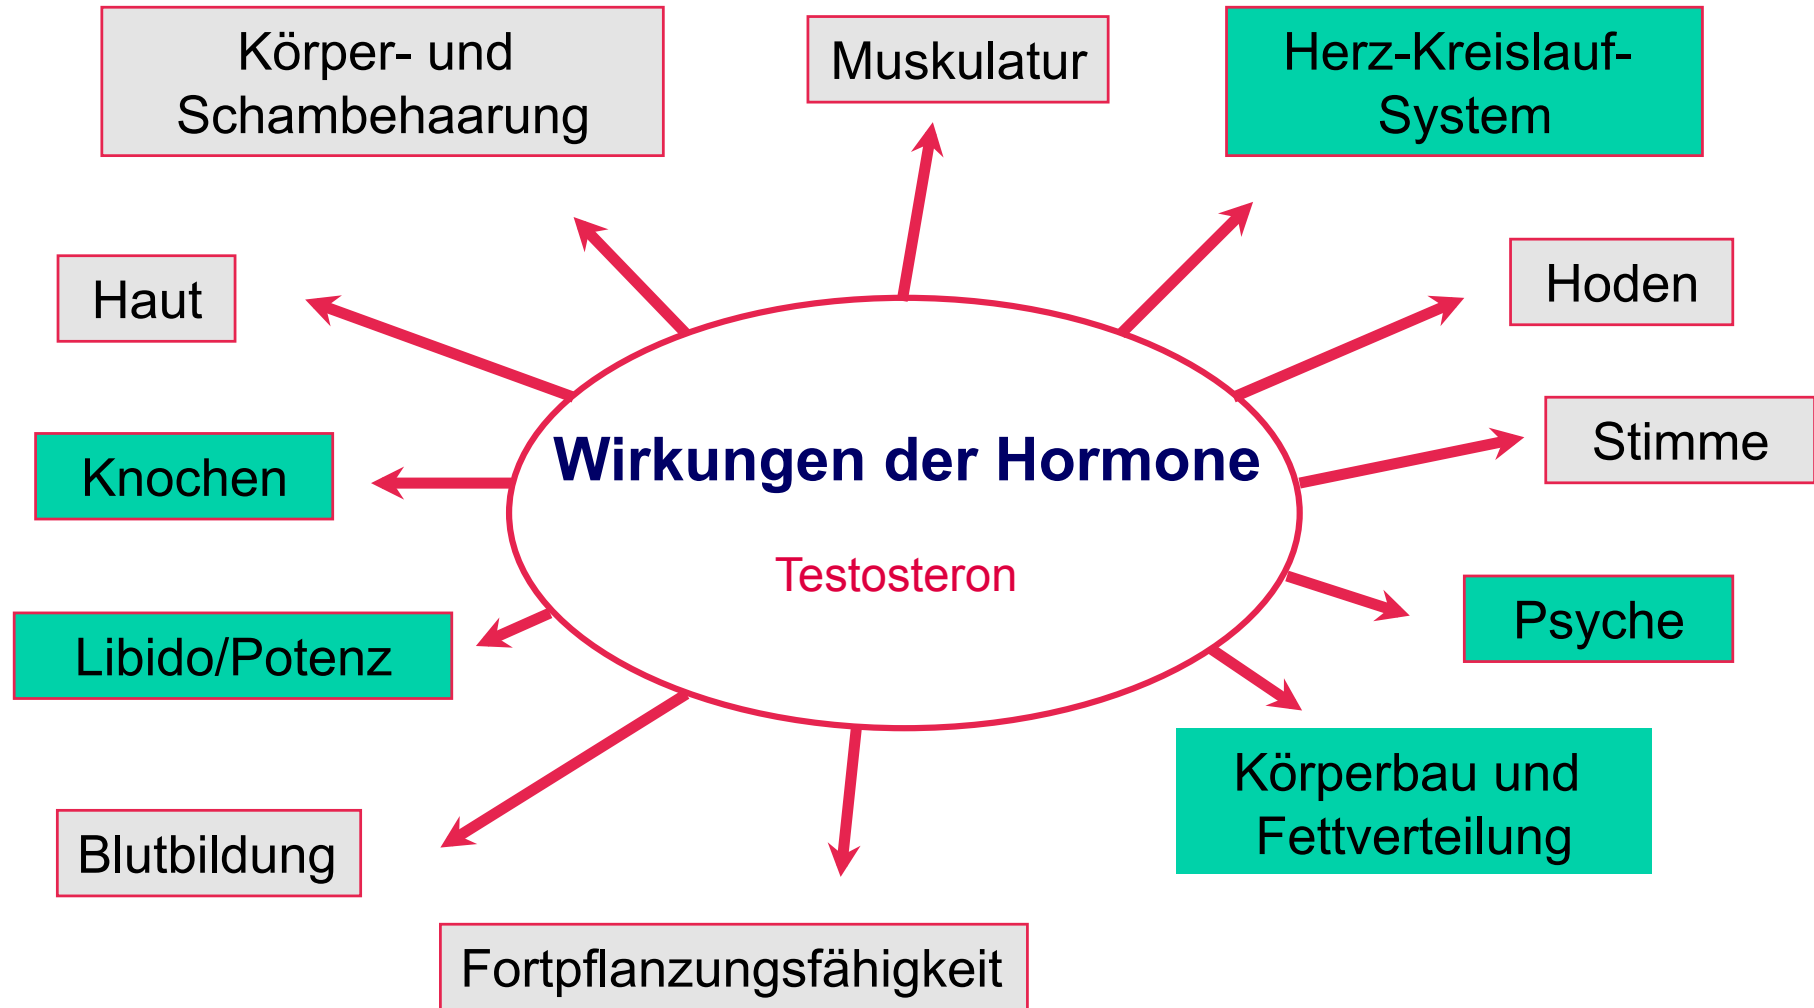 Körper- und
Schambehaarung
Muskulatur
Herz-Kreislauf-
System
Haut
Hoden
Knochen
Wirkungen der Hormone
Stimme
Testosteron
Libido/Potenz
Psyche
Körperbau und
Fettverteilung
Blutbildung
Fortpflanzungsfähigkeit